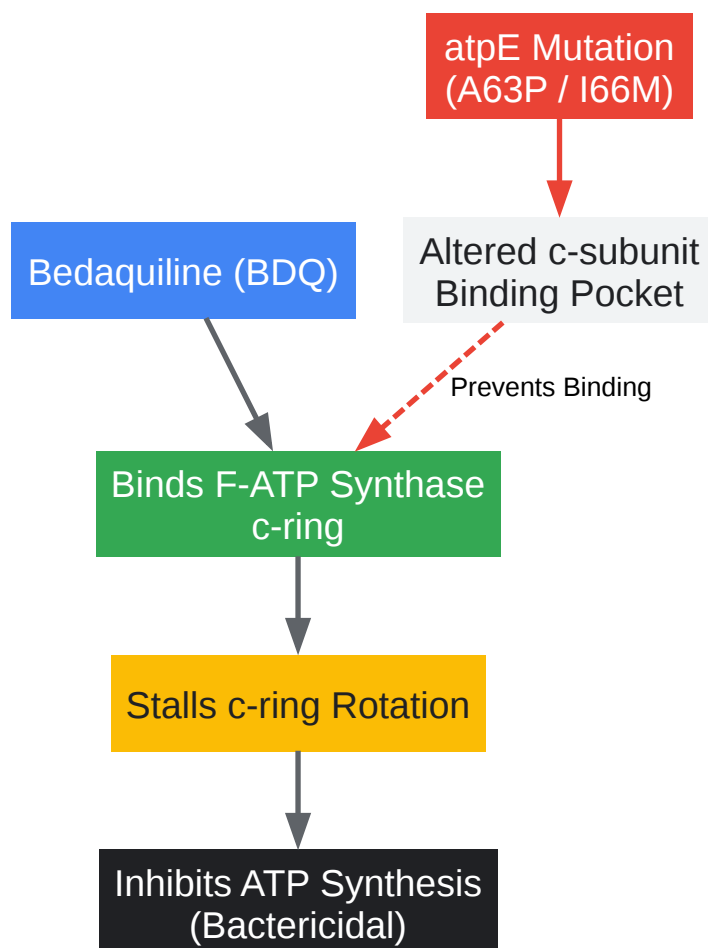 atpE Mutation
(A63P / I66M)
Bedaquiline (BDQ)
Altered c-subunit
Binding Pocket
Prevents Binding
Binds F-ATP Synthase
c-ring
Stalls c-ring Rotation
Inhibits ATP Synthesis
(Bactericidal)